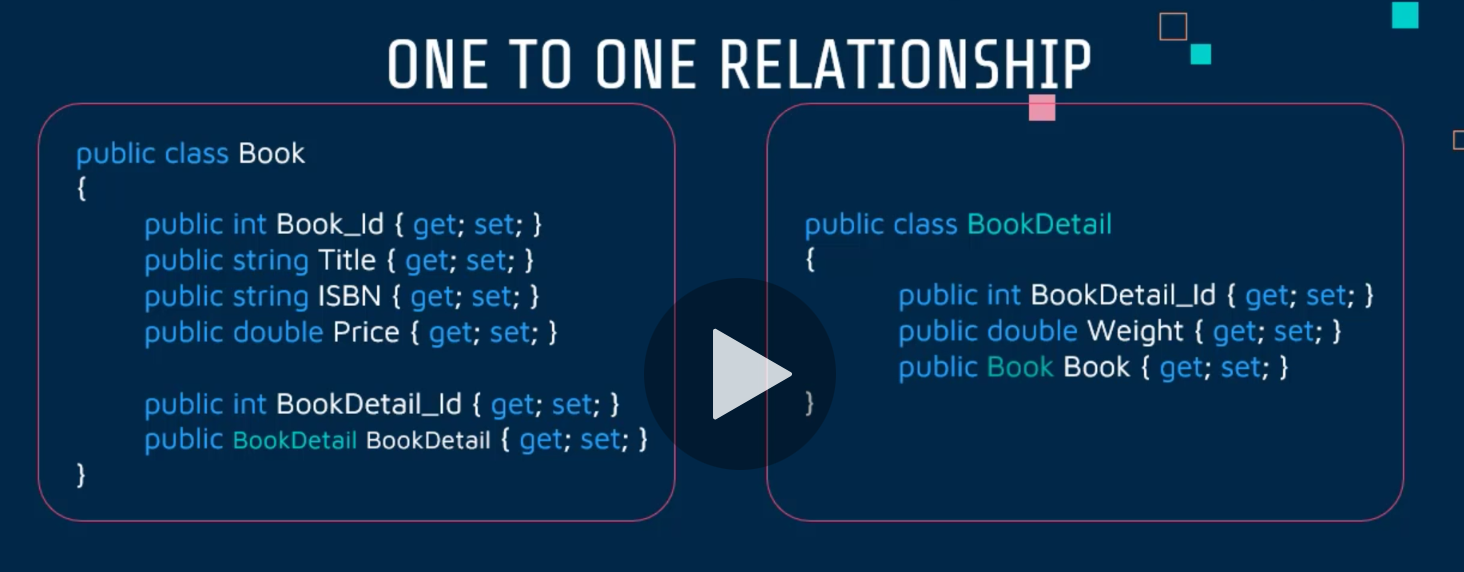 ONE TO ONE RELATIONSHIP
public class Book
{
public int Book_Id { get; set; }
public string Title { get; set; }
public string ISBN { get; set; }
public double Price { get; set; }
public int BookDetail_Id { get; set; }
public BookDetail BookDetail { get; set; }
}
public class BookDetail
{
public int BookDetail_Id { get; set; }
public double Weight { get; set; }
public Book Book { get; set; }
}